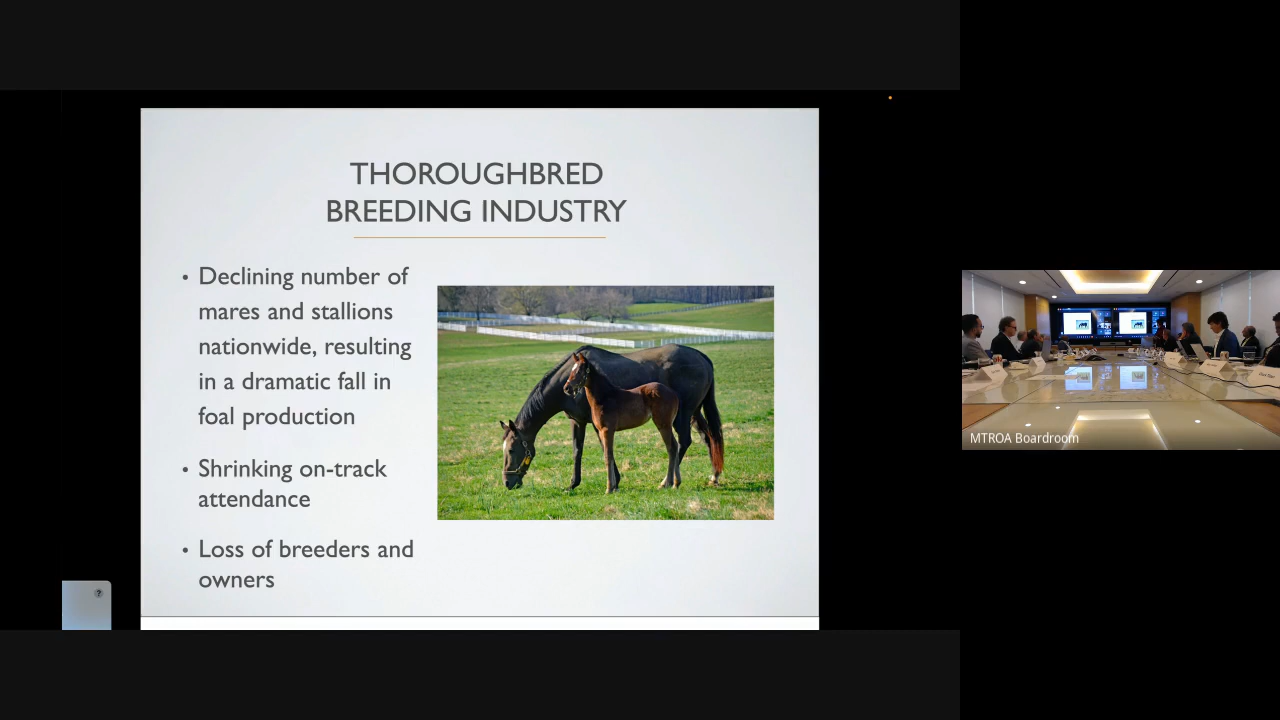 THOROUGHBRED
BREEDING INDUSTRY
• Declining number of
mares and stallions
nationwide, resulting
in a dramatic fall in
foal production
• Shrinking on-track
attendance
• Loss of breeders and
owners
?
MTROA Boardroom